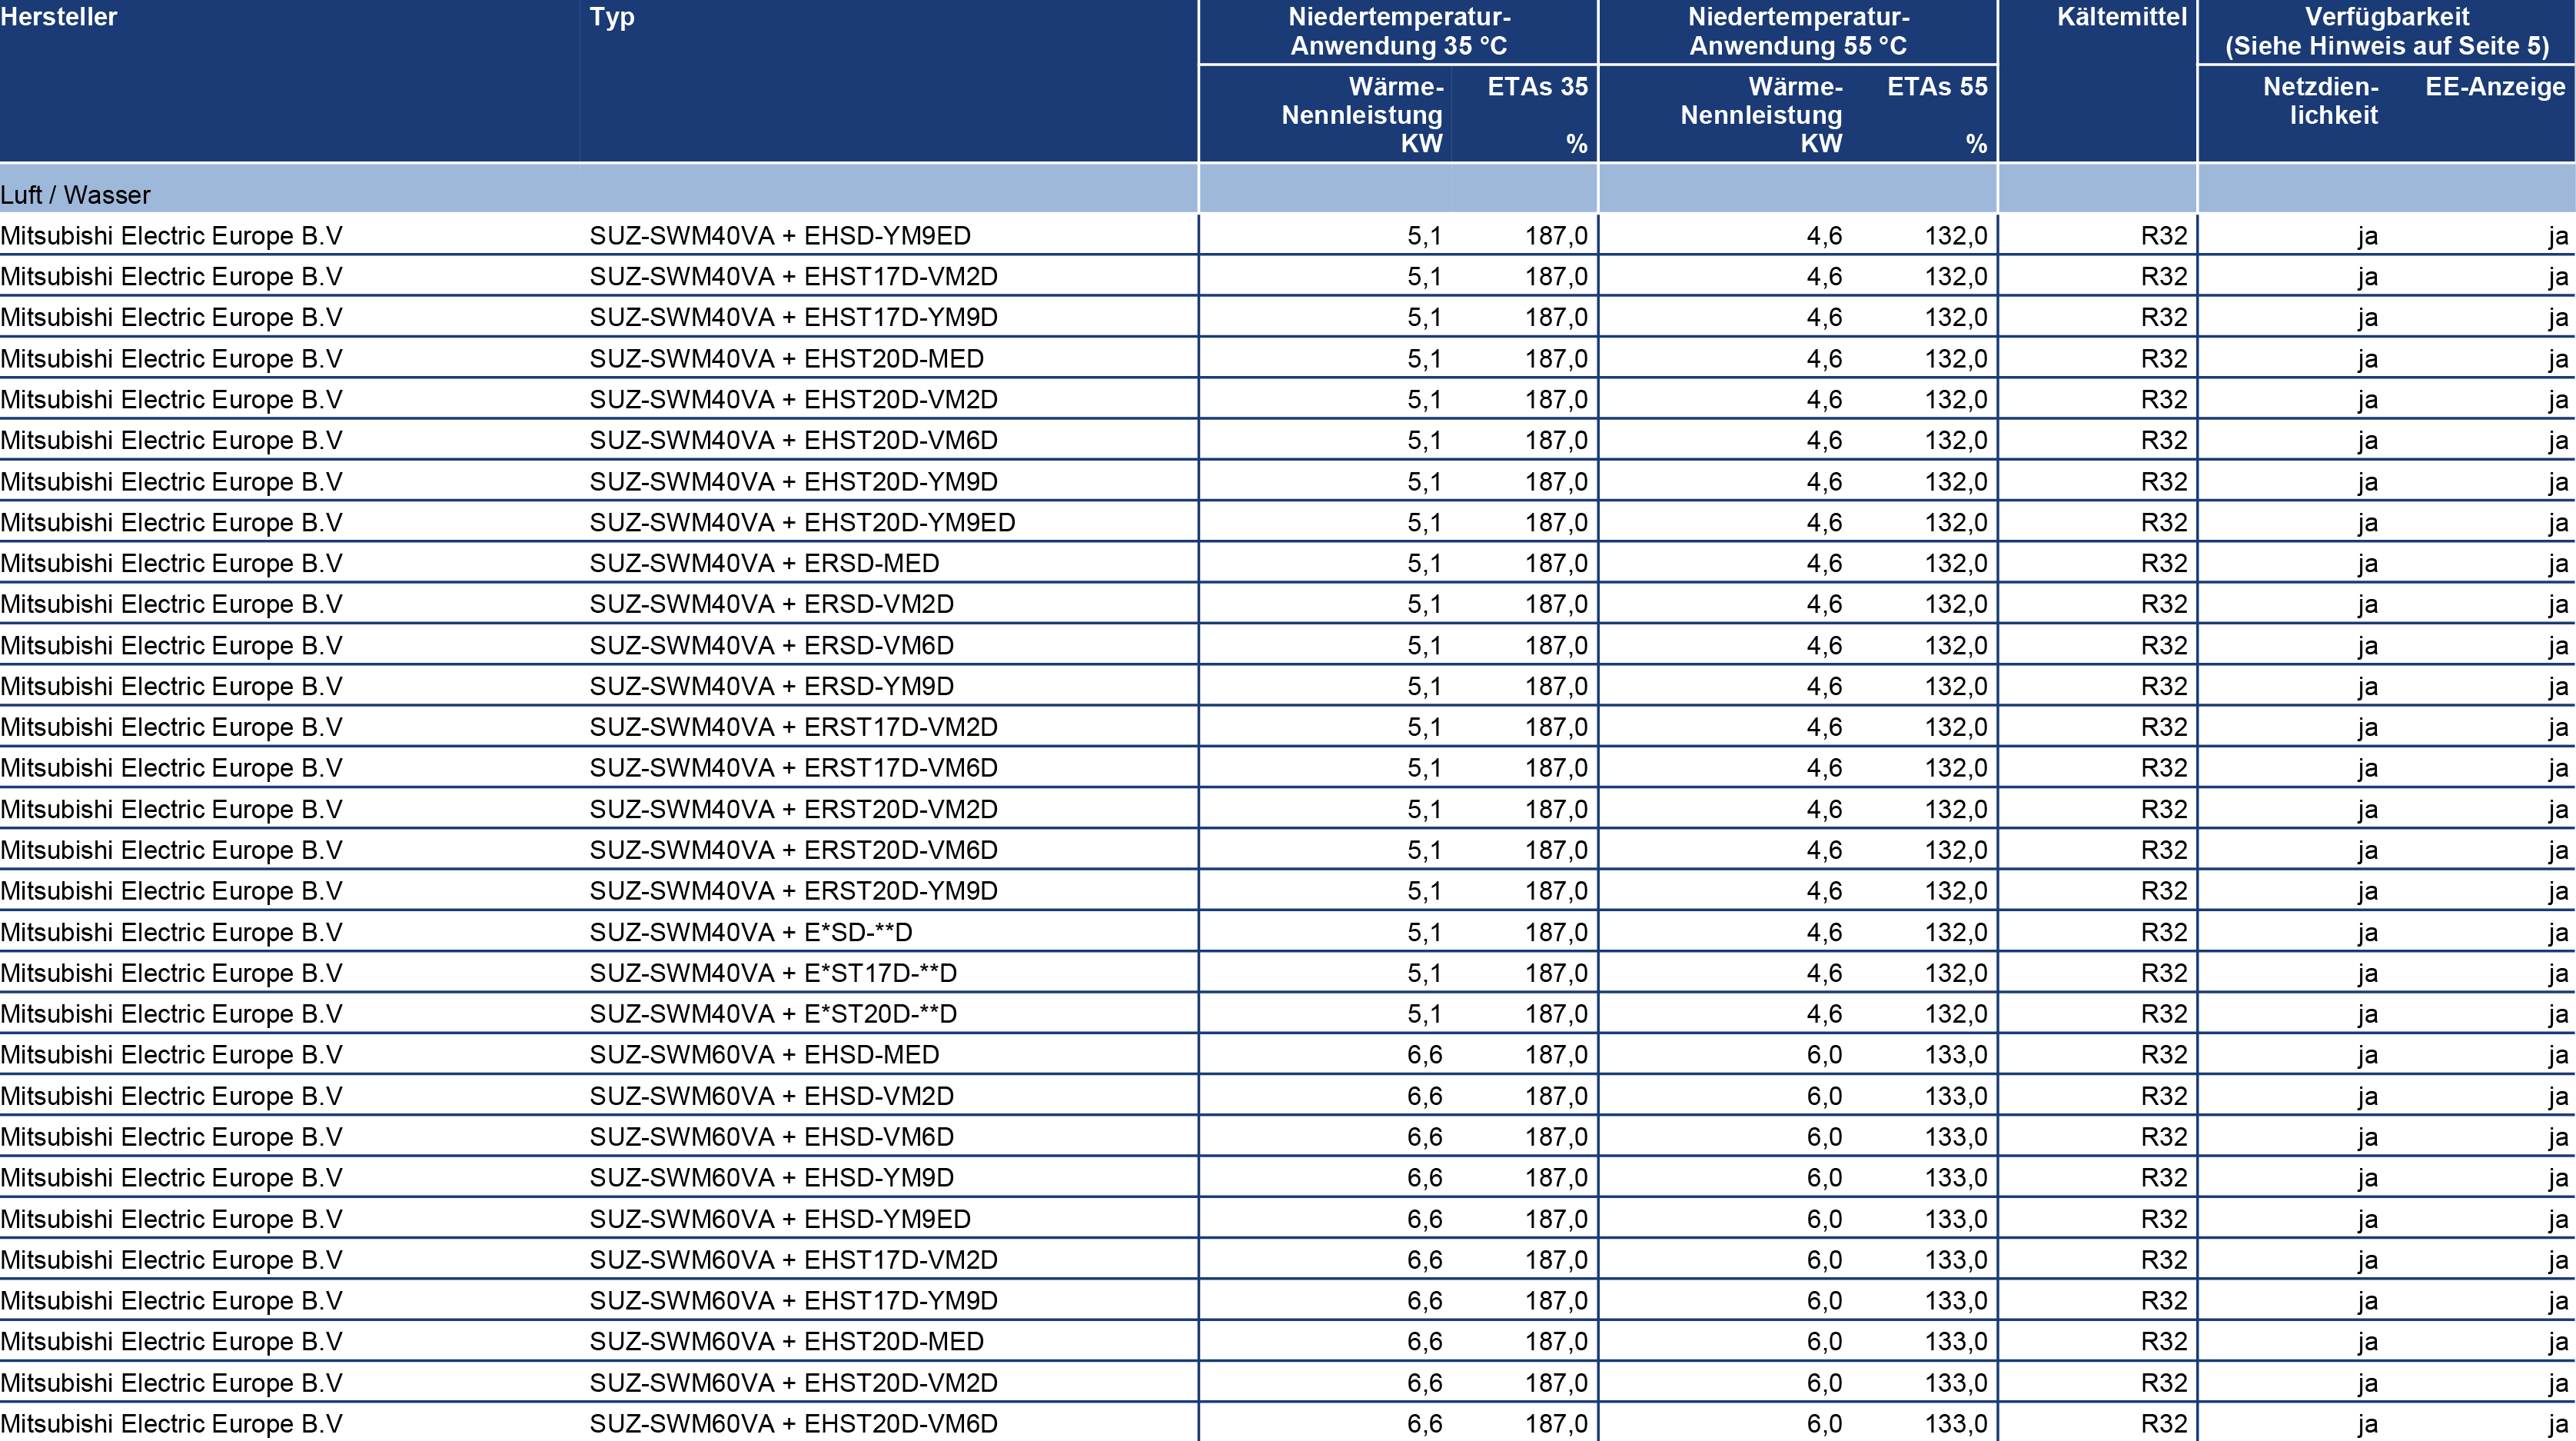 Hersteller Typ Niedertemperatur- Niedertemperatur- Kältemittel Verfügbarkeit
Anwendung 35 °C Anwendung 55 °C (Siehe Hinweis auf Seite 5)
Wärme- ETAs 35 Wärme- ETAs 55 Netzdien- EE-Anzeige
Nennleistung Nennleistung lichkeit
KW % KW %
Luft / Wasser
Mitsubishi Electric Europe B.V SUZ-SWM40VA + EHSD-YM9ED 5,1 187,0 4,6 132,0 R32 ja ja
Mitsubishi Electric Europe B.V SUZ-SWM40VA + EHST17D-VM2D 5,1 187,0 4,6 132,0 R32 ja ja
Mitsubishi Electric Europe B.V SUZ-SWM40VA + EHST17D-YM9D 5,1 187,0 4,6 132,0 R32 ja ja
Mitsubishi Electric Europe B.V SUZ-SWM40VA + EHST20D-MED 5,1 187,0 4,6 132,0 R32 ja ja
Mitsubishi Electric Europe B.V SUZ-SWM40VA + EHST20D-VM2D 5,1 187,0 4,6 132,0 R32 ja ja
Mitsubishi Electric Europe B.V SUZ-SWM40VA + EHST20D-VM6D 5,1 187,0 4,6 132,0 R32 ja ja
Mitsubishi Electric Europe B.V SUZ-SWM40VA + EHST20D-YM9D 5,1 187,0 4,6 132,0 R32 ja ja
Mitsubishi Electric Europe B.V SUZ-SWM40VA + EHST20D-YM9ED 5,1 187,0 4,6 132,0 R32 ja ja
Mitsubishi Electric Europe B.V SUZ-SWM40VA + ERSD-MED 5,1 187,0 4,6 132,0 R32 ja ja
Mitsubishi Electric Europe B.V SUZ-SWM40VA + ERSD-VM2D 5,1 187,0 4,6 132,0 R32 ja ja
Mitsubishi Electric Europe B.V SUZ-SWM40VA + ERSD-VM6D 5,1 187,0 4,6 132,0 R32 ja ja
Mitsubishi Electric Europe B.V SUZ-SWM40VA + ERSD-YM9D 5,1 187,0 4,6 132,0 R32 ja ja
Mitsubishi Electric Europe B.V SUZ-SWM40VA + ERST17D-VM2D 5,1 187,0 4,6 132,0 R32 ja ja
Mitsubishi Electric Europe B.V SUZ-SWM40VA + ERST17D-VM6D 5,1 187,0 4,6 132,0 R32 ja ja
Mitsubishi Electric Europe B.V SUZ-SWM40VA + ERST20D-VM2D 5,1 187,0 4,6 132,0 R32 ja ja
Mitsubishi Electric Europe B.V SUZ-SWM40VA + ERST20D-VM6D 5,1 187,0 4,6 132,0 R32 ja ja
Mitsubishi Electric Europe B.V SUZ-SWM40VA + ERST20D-YM9D 5,1 187,0 4,6 132,0 R32 ja ja
Mitsubishi Electric Europe B.V SUZ-SWM40VA + E*SD-**D 5,1 187,0 4,6 132,0 R32 ja ja
Mitsubishi Electric Europe B.V SUZ-SWM40VA + E*ST17D-**D 5,1 187,0 4,6 132,0 R32 ja ja
Mitsubishi Electric Europe B.V SUZ-SWM40VA + E*ST20D-**D 5,1 187,0 4,6 132,0 R32 ja ja
Mitsubishi Electric Europe B.V SUZ-SWM60VA + EHSD-MED 6,6 187,0 6,0 133,0 R32 ja ja
Mitsubishi Electric Europe B.V SUZ-SWM60VA + EHSD-VM2D 6,6 187,0 6,0 133,0 R32 ja ja
Mitsubishi Electric Europe B.V SUZ-SWM60VA + EHSD-VM6D 6,6 187,0 6,0 133,0 R32 ja ja
Mitsubishi Electric Europe B.V SUZ-SWM60VA + EHSD-YM9D 6,6 187,0 6,0 133,0 R32 ja ja
Mitsubishi Electric Europe B.V SUZ-SWM60VA + EHSD-YM9ED 6,6 187,0 6,0 133,0 R32 ja ja
Mitsubishi Electric Europe B.V SUZ-SWM60VA + EHST17D-VM2D 6,6 187,0 6,0 133,0 R32 ja ja
Mitsubishi Electric Europe B.V SUZ-SWM60VA + EHST17D-YM9D 6,6 187,0 6,0 133,0 R32 ja ja
Mitsubishi Electric Europe B.V SUZ-SWM60VA + EHST20D-MED 6,6 187,0 6,0 133,0 R32 ja ja
Mitsubishi Electric Europe B.V SUZ-SWM60VA + EHST20D-VM2D 6,6 187,0 6,0 133,0 R32 ja ja
Mitsubishi Electric Europe B.V SUZ-SWM60VA + EHST20D-VM6D 6,6 187,0 6,0 133,0 R32 ja ja